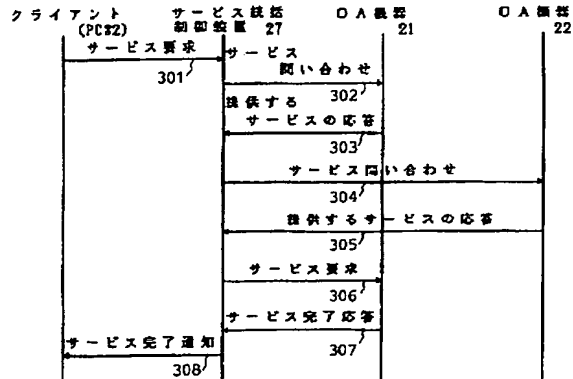 クライアント
(PC32)
サービス統括
制御装置 27
OA機器
21
OA機器
22
サービス要求
301
サービス
問い合わせ
302
提供する
サービスの応答
303
サービス問い合わせ
304
提供するサービスの応答
305
サービス要求
306
サービス完了応答
307
サービス完了通知
308